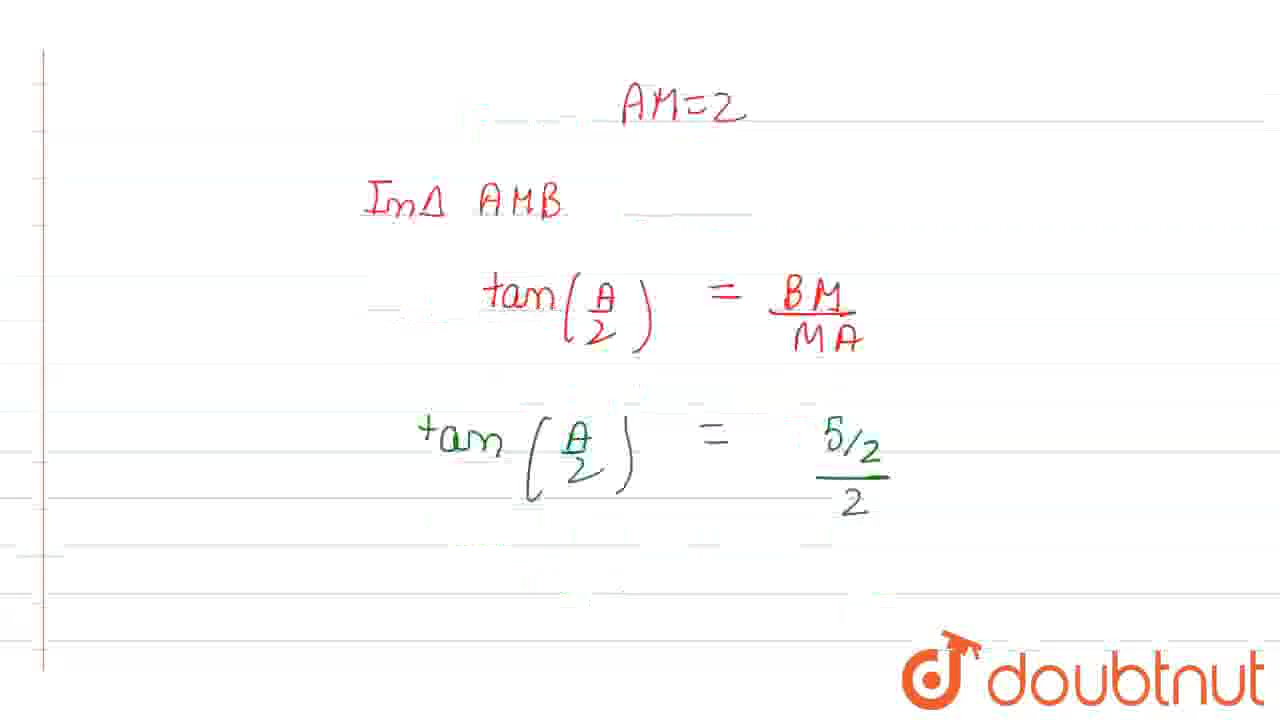 AM=2
In Δ AMB
tan(A/2) = BM/MA
tan(A/2) = 5/2/2
doubtnut